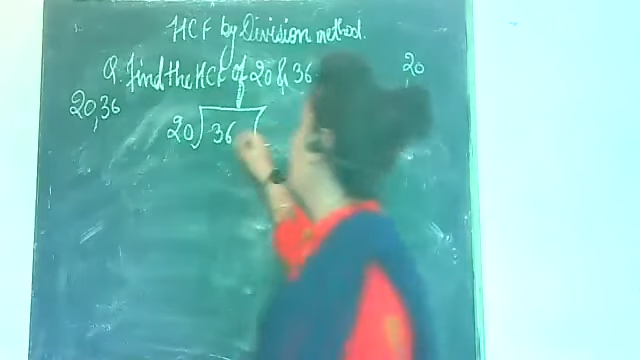 HCF by Division method.
Q. Find the HCF of 20 & 36
20,36
20
20)36(